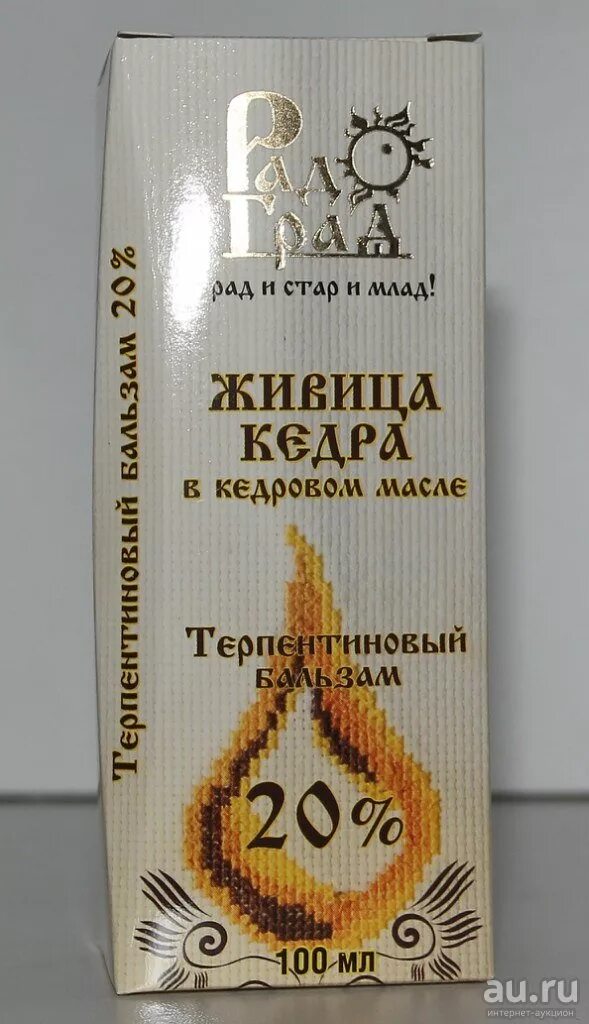 РадО
Град
рад и стар и млад!
ЖИВИЦА
КЕДРА
в кедровом масле
Терпентиновый
бальзам
20%
100 мл
Терпентиновый бальзам 20%
au.ru
интернет-аукцион